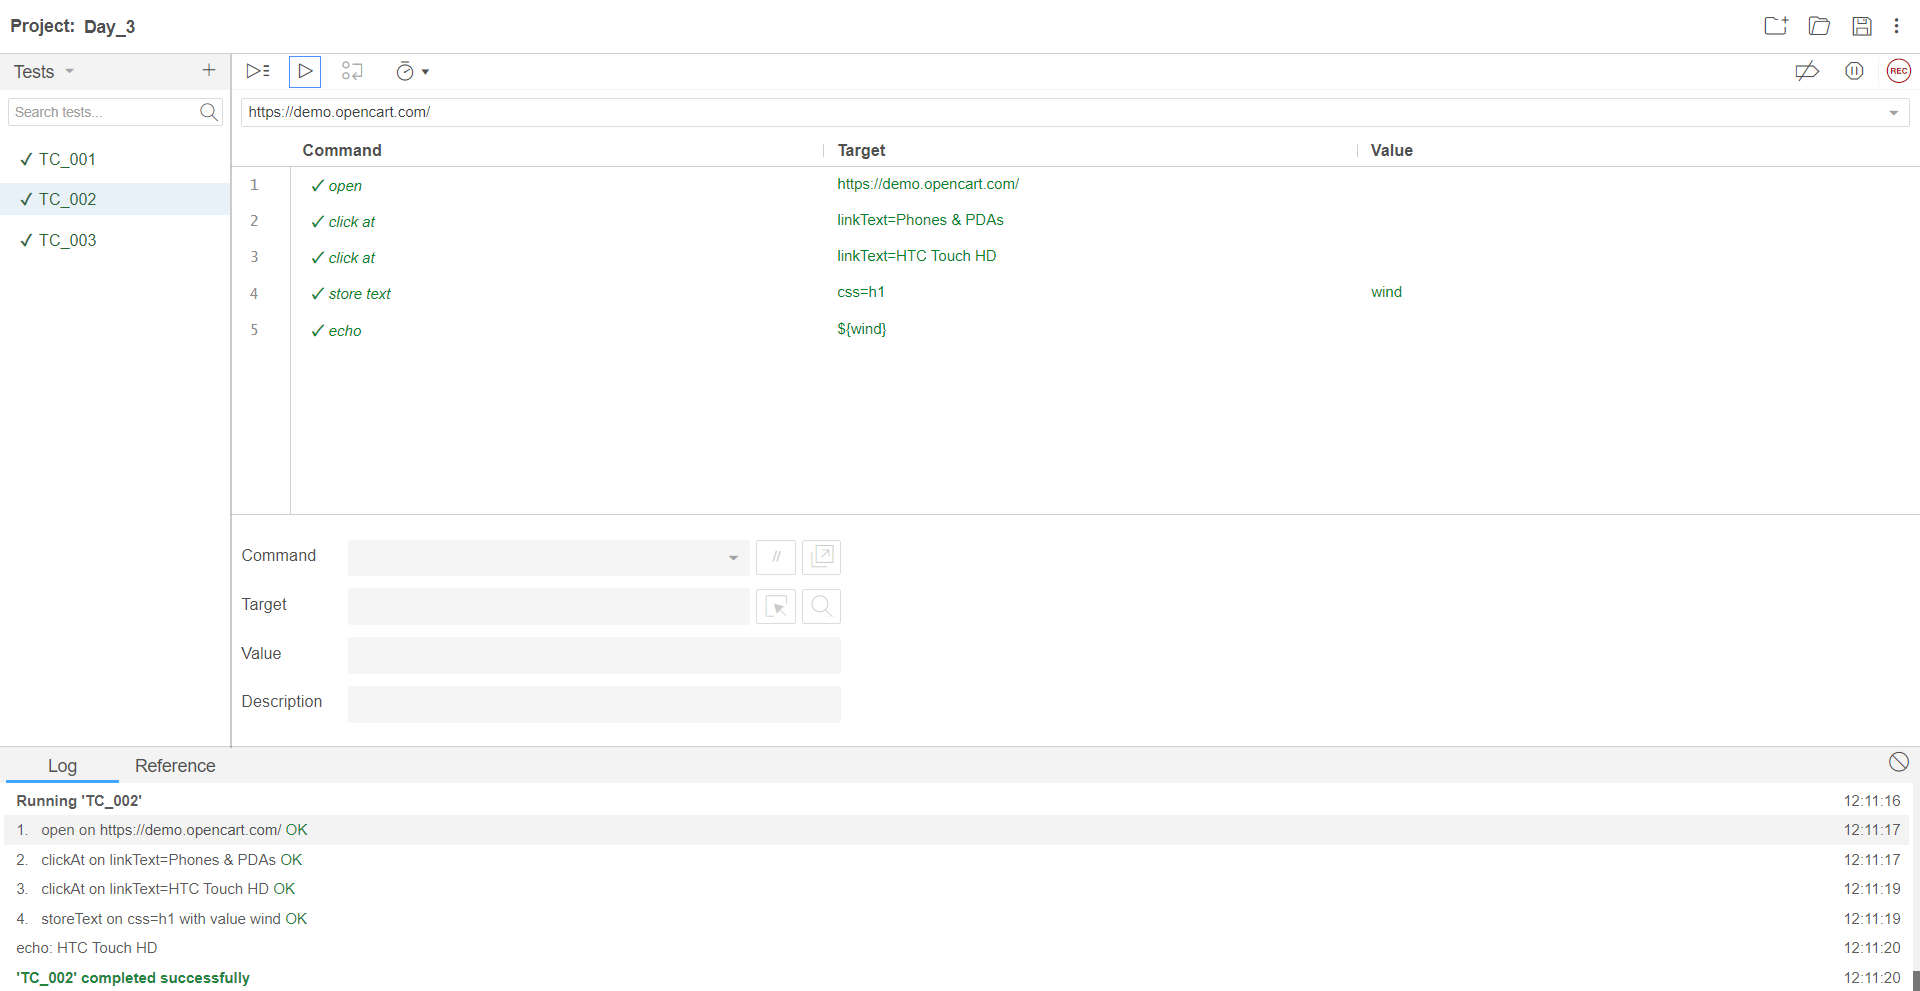 Project: Day_3
Tests
REC
Search tests...
https://demo.opencart.com/
TC_001
TC_002
TC_003
Command Target Value
1 open https://demo.opencart.com/
2 click at linkText=Phones & PDAs
3 click at linkText=HTC Touch HD
4 store text css=h1 wind
5 echo ${wind}
Command //
Target
Value
Description
Log Reference
Running 'TC_002' 12:11:16
1. open on https://demo.opencart.com/ OK 12:11:17
2. clickAt on linkText=Phones & PDAs OK 12:11:17
3. clickAt on linkText=HTC Touch HD OK 12:11:19
4. storeText on css=h1 with value wind OK 12:11:19
echo: HTC Touch HD 12:11:20
'TC_002' completed successfully 12:11:20